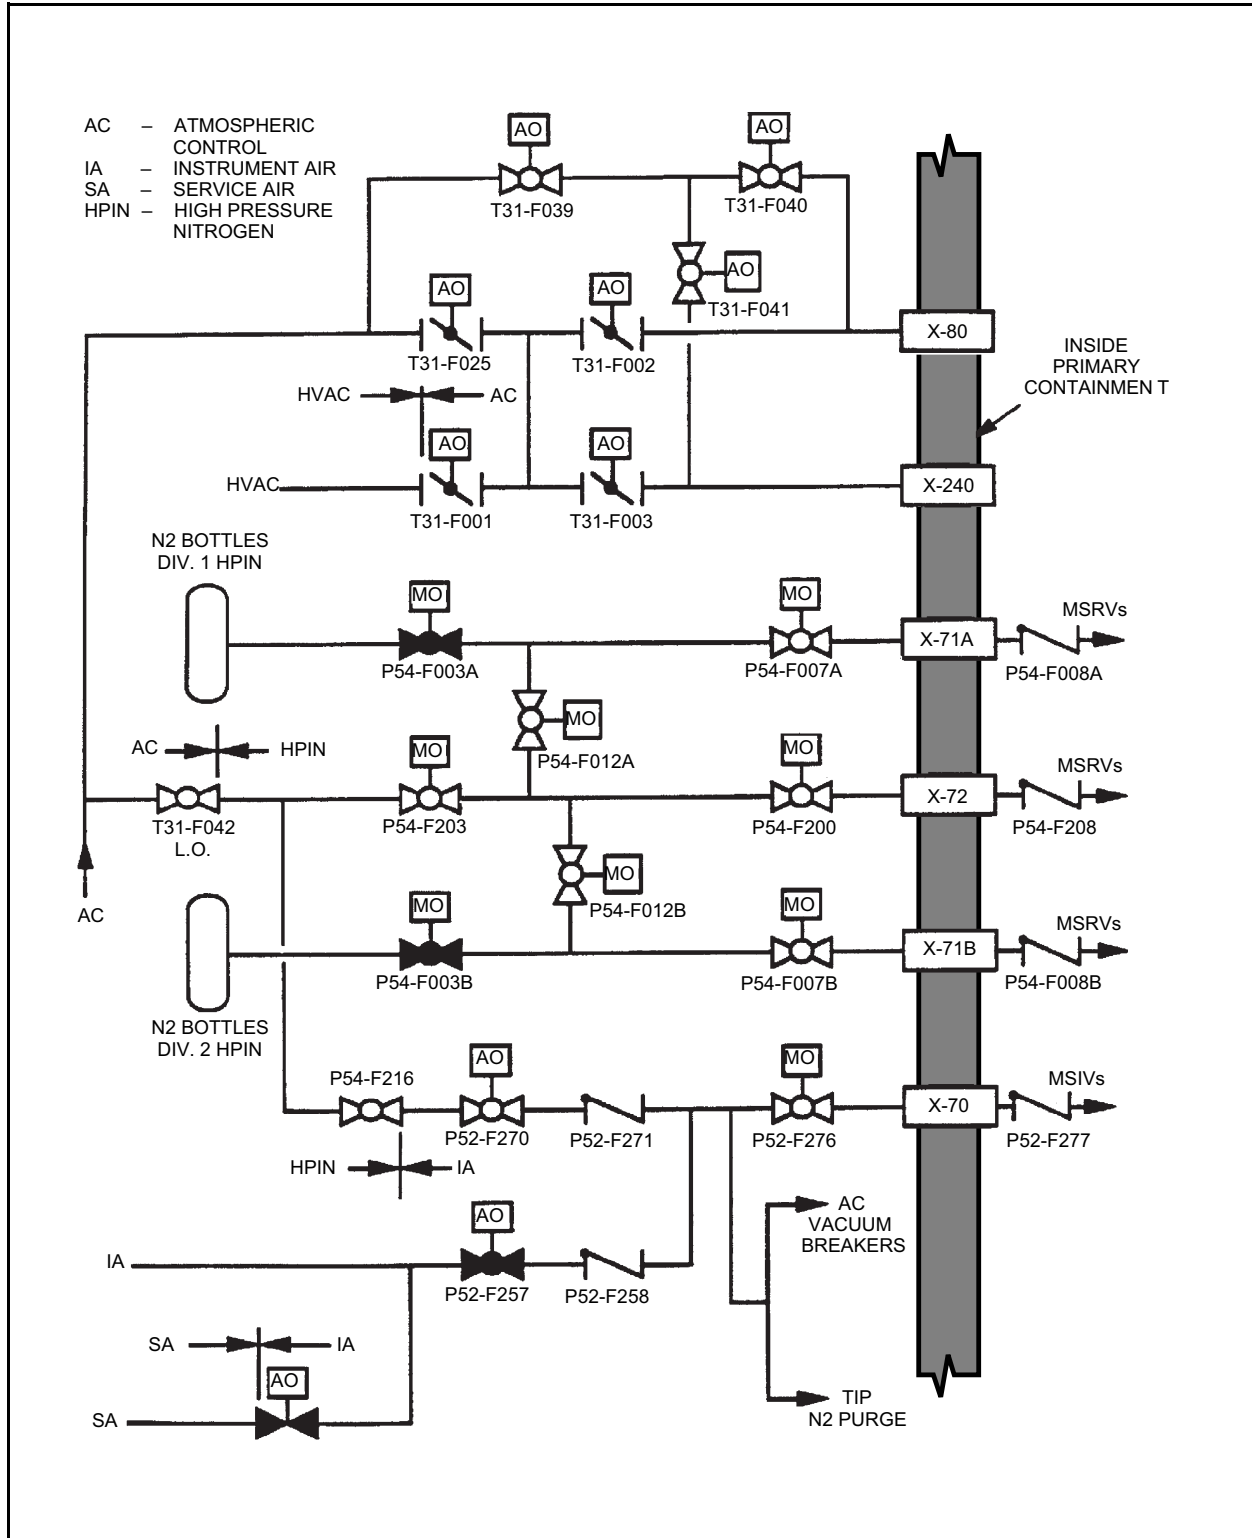 AC – ATMOSPHERIC
CONTROL
IA – INSTRUMENT AIR
SA – SERVICE AIR
HPIN – HIGH PRESSURE
NITROGEN
AO
T31-F039
AO
T31-F040
AO
T31-F041
AO
T31-F025
AO
T31-F002
X-80
INSIDE
PRIMARY
CONTAINMEN T
HVAC
AC
HVAC
AO
T31-F001
AO
T31-F003
X-240
N2 BOTTLES
DIV. 1 HPIN
MO
P54-F003A
MO
P54-F007A
X-71A
MSRVs
P54-F008A
MO
P54-F012A
AC
HPIN
T31-F042
L.O.
MO
P54-F203
MO
P54-F200
X-72
MSRVs
P54-F208
MO
P54-F012B
AC
MO
P54-F003B
MO
P54-F007B
X-71B
MSRVs
P54-F008B
N2 BOTTLES
DIV. 2 HPIN
P54-F216
AO
P52-F270
P52-F271
MO
P52-F276
X-70
MSIVs
P52-F277
HPIN
IA
AC
VACUUM
BREAKERS
IA
AO
P52-F257
P52-F258
SA
IA
AO
SA
TIP
N2 PURGE